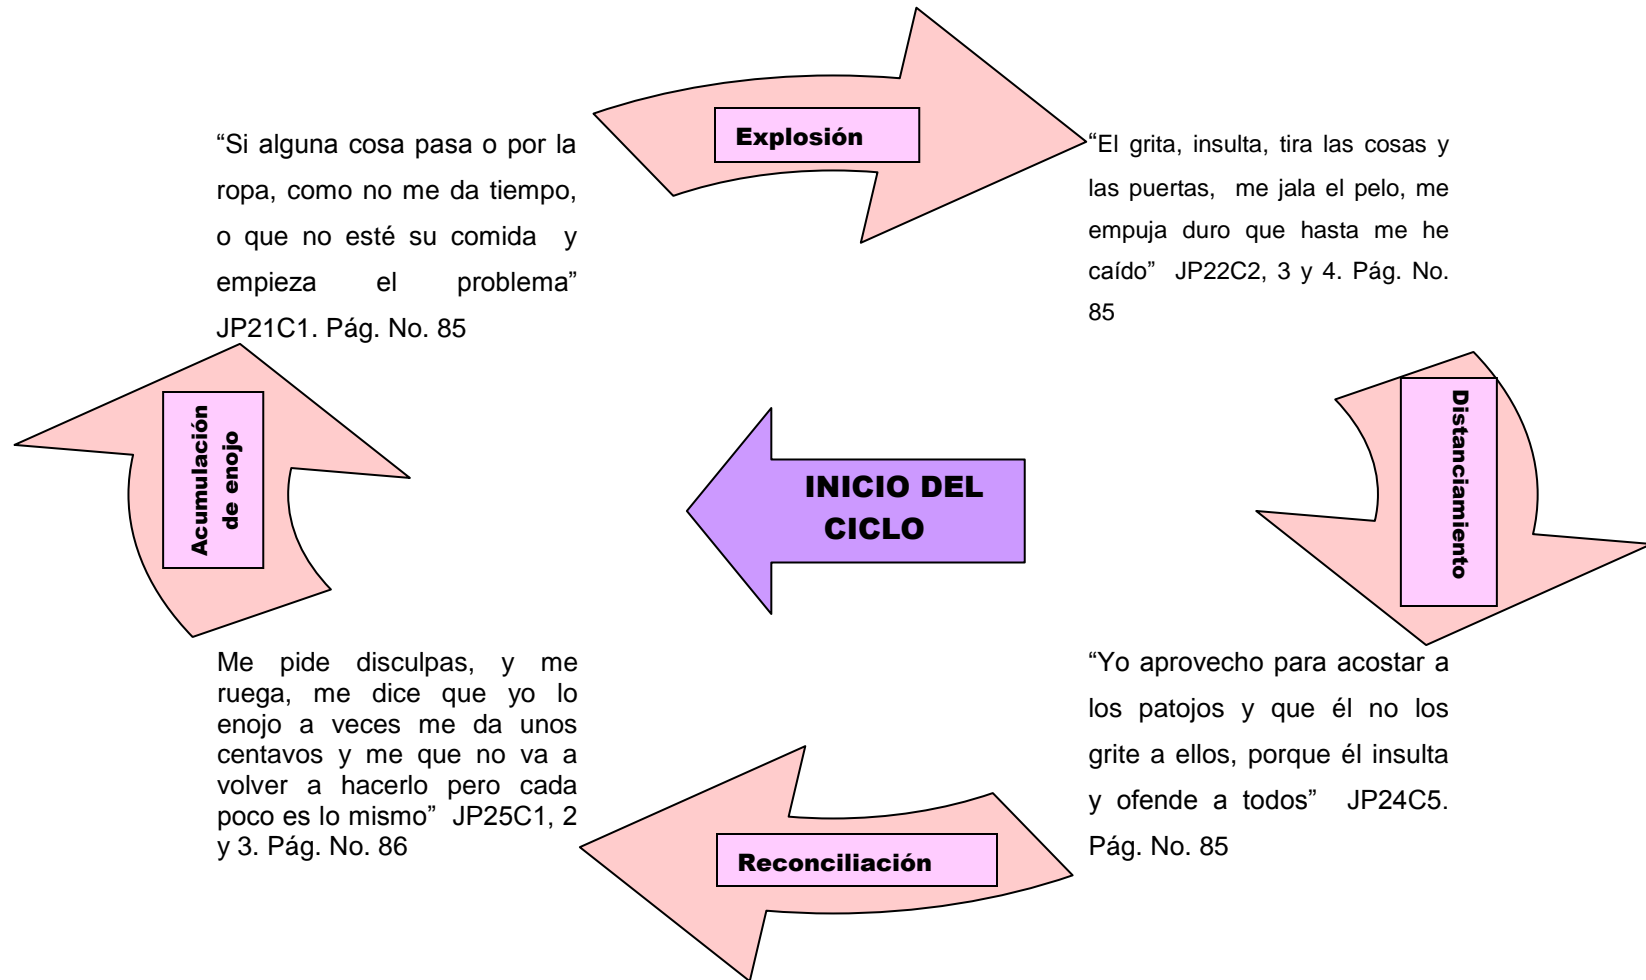 Explosión
“Si alguna cosa pasa o por la
ropa, como no me da tiempo,
o que no esté su comida y
empieza el problema”
JP21C1. Pág. No. 85
“El grita, insulta, tira las cosas y
las puertas, me jala el pelo, me
empuja duro que hasta me he
caído” JP22C2, 3 y 4. Pág. No.
85
Acumulación
de enojo
INICIO DEL
CICLO
Distanciamiento
Me pide disculpas, y me
ruega, me dice que yo lo
enojo a veces me da unos
centavos y me que no va a
volver a hacerlo pero cada
poco es lo mismo” JP25C1, 2
y 3. Pág. No. 86
“Yo aprovecho para acostar a
los patojos y que él no los
grite a ellos, porque él insulta
y ofende a todos” JP24C5.
Pág. No. 85
Reconciliación